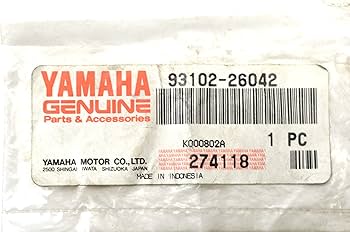 YAMAHA
GENUINE
Parts & Accessories
93102-26042
K000802A
1 PC
YAMAHA MOTOR CO., LTD.
2500 SHINGAI IWATA SHIZUOKA JAPAN
274118
MADE IN INDONESIA